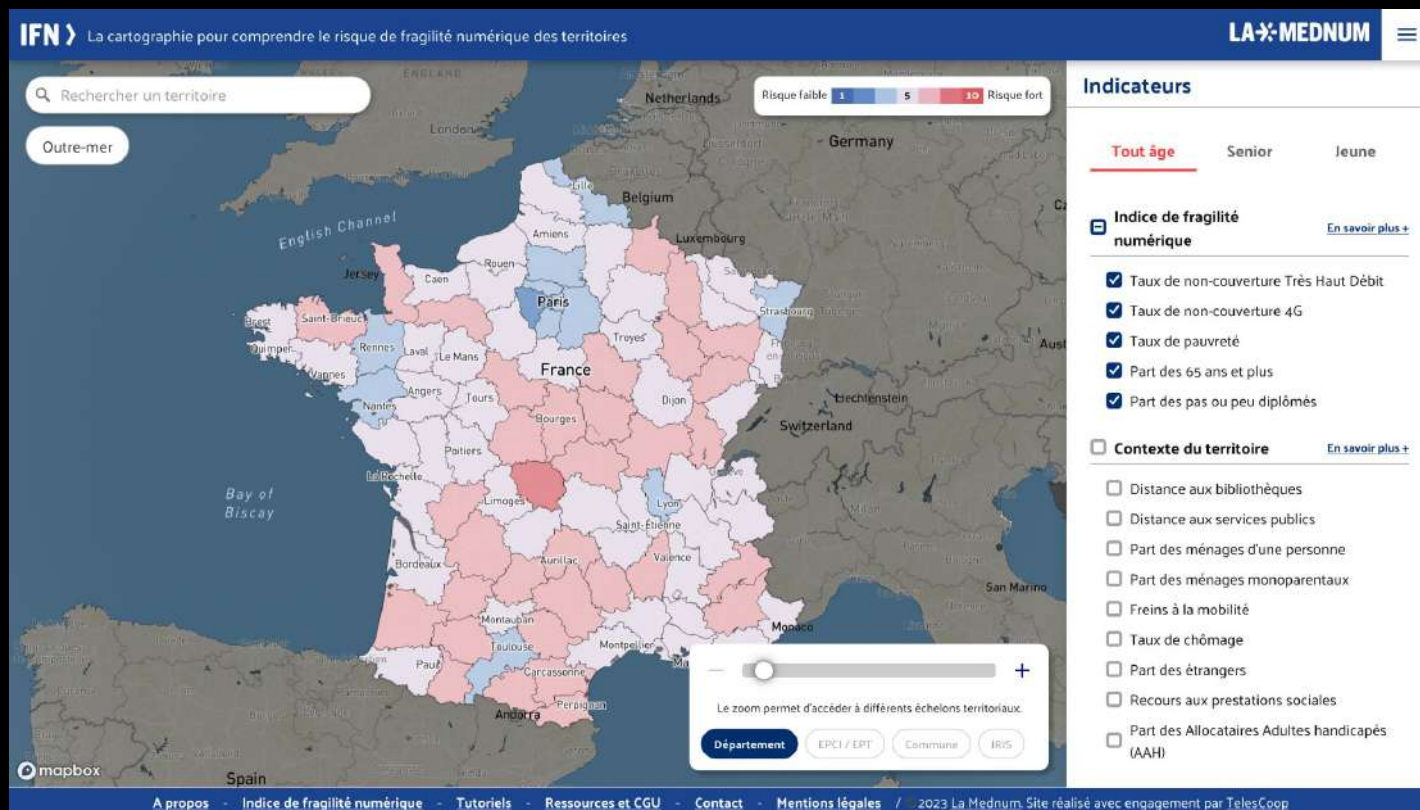 IFN
La cartographie pour comprendre le risque de fragilité numérique des territoires
LA MEDNUM
Rechercher un territoire
Outre-mer
Risque faible 1 5 10 Risque fort
ENGLAND
London
Netherlands
Germany
Belgium
Luxembourg
English Channel
Jersey
Lille
Amiens
Rouen
Caen
Paris
Strasbourg
Brest
Saint-Brieuc
Quimper
Rennes
Laval
Le Mans
Troyes
France
Vannes
Angers
Tours
Nantes
Bourges
Dijon
Liechtenstein
Switzerland
Poitiers
La Rochelle
Limoges
Lyon
Bay of
Biscay
Saint-Étienne
Milan
Bordeaux
Aurillac
Valence
San Marino
Montauban
Toulouse
Montpellier
Monaco
Pau
Carcassonne
Perpignan
Andorra
Spain
mapbox
Le zoom permet d'accéder à différents échelons territoriaux.
Département
EPCI / EPT
Commune
IRIS
Indicateurs
Tout âge
Senior
Jeune
Indice de fragilité
numérique
En savoir plus +
Taux de non-couverture Très Haut Débit
Taux de non-couverture 4G
Taux de pauvreté
Part des 65 ans et plus
Part des pas ou peu diplômés
Contexte du territoire
En savoir plus +
Distance aux bibliothèques
Distance aux services publics
Part des ménages d'une personne
Part des ménages monoparentaux
Freins à la mobilité
Taux de chômage
Part des étrangers
Recours aux prestations sociales
Part des Allocataires Adultes handicapés
(AAH)
A propos - Indice de fragilité numérique - Tutoriels - Ressources et CGU - Contact - Mentions légales / ©2023 La Mednum. Site réalisé avec engagement par TelesCoop